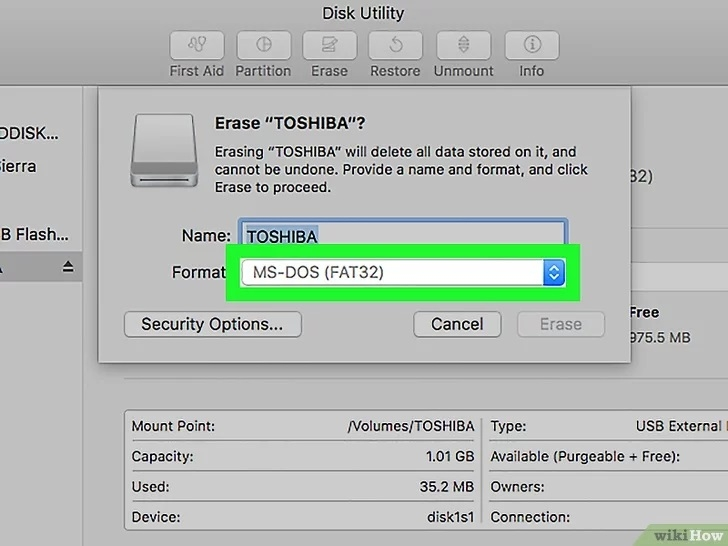 Disk Utility
First Aid Partition Erase Restore Unmount Info
DDISK...
ierra
B Flash...
Erase “TOSHIBA”?
Erasing “TOSHIBA” will delete all data stored on it, and
cannot be undone. Provide a name and format, and click
Erase to proceed.
32)
Name: TOSHIBA
Format MS-DOS (FAT32)
Security Options... Cancel Erase
Free
975.5 MB
Mount Point: /Volumes/TOSHIBA Type: USB External
Capacity: 1.01 GB Available (Purgeable + Free):
Used: 35.2 MB Owners:
Device: disk1s1 Connection:
wikiHow